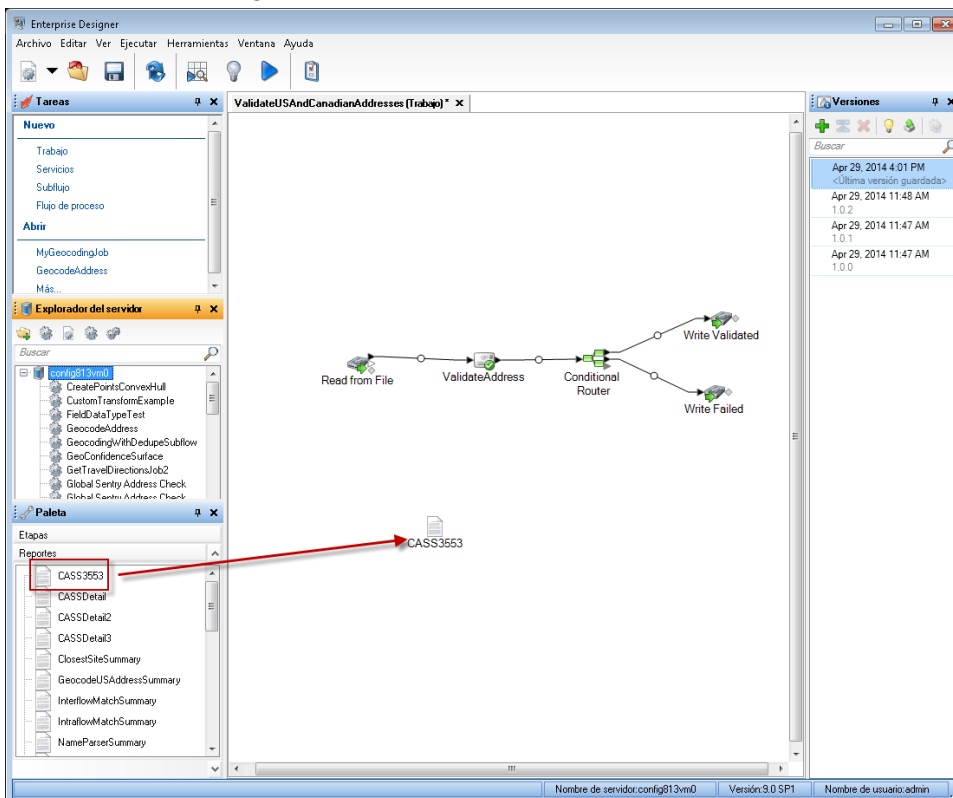 Enterprise Designer
Archivo Editar Ver Ejecutar Herramientas Ventana Ayuda
Tareas
Nuevo
Trabajo
Servicios
Subflujo
Flujo de proceso
Abrir
MyGeocodingJob
GeocodeAddress
Más...
Explorador del servidor
Buscar
config813vm0
CreatePointsConvexHull
CustomTransformExample
FieldDataTypeTest
GeocodeAddress
GeocodingWithDedupeSubflow
GeoConfidenceSurface
GetTravelDirectionsJob2
Global Sentry Address Check
Global Sentry Address Check
Paleta
Etapas
Reportes
CASS3553
CASSDetail
CASSDetail2
CASSDetail3
ClosestSiteSummary
GeocodeUSAddressSummary
InterflowMatchSummary
IntraflowMatchSummary
NameParserSummary
ValidateUSAndCanadianAddresses (Trabajo)*
Read from File
ValidateAddress
Conditional
Router
Write Validated
Write Failed
CASS3553
Versiones
Buscar
Apr 29, 2014 4:01 PM
<Última versión guardada>
Apr 29, 2014 11:48 AM
1.0.2
Apr 29, 2014 11:47 AM
1.0.1
Apr 29, 2014 11:47 AM
1.0.0
Nombre de servidor:config813vm0
Versión:9.0 SP1
Nombre de usuario:admin